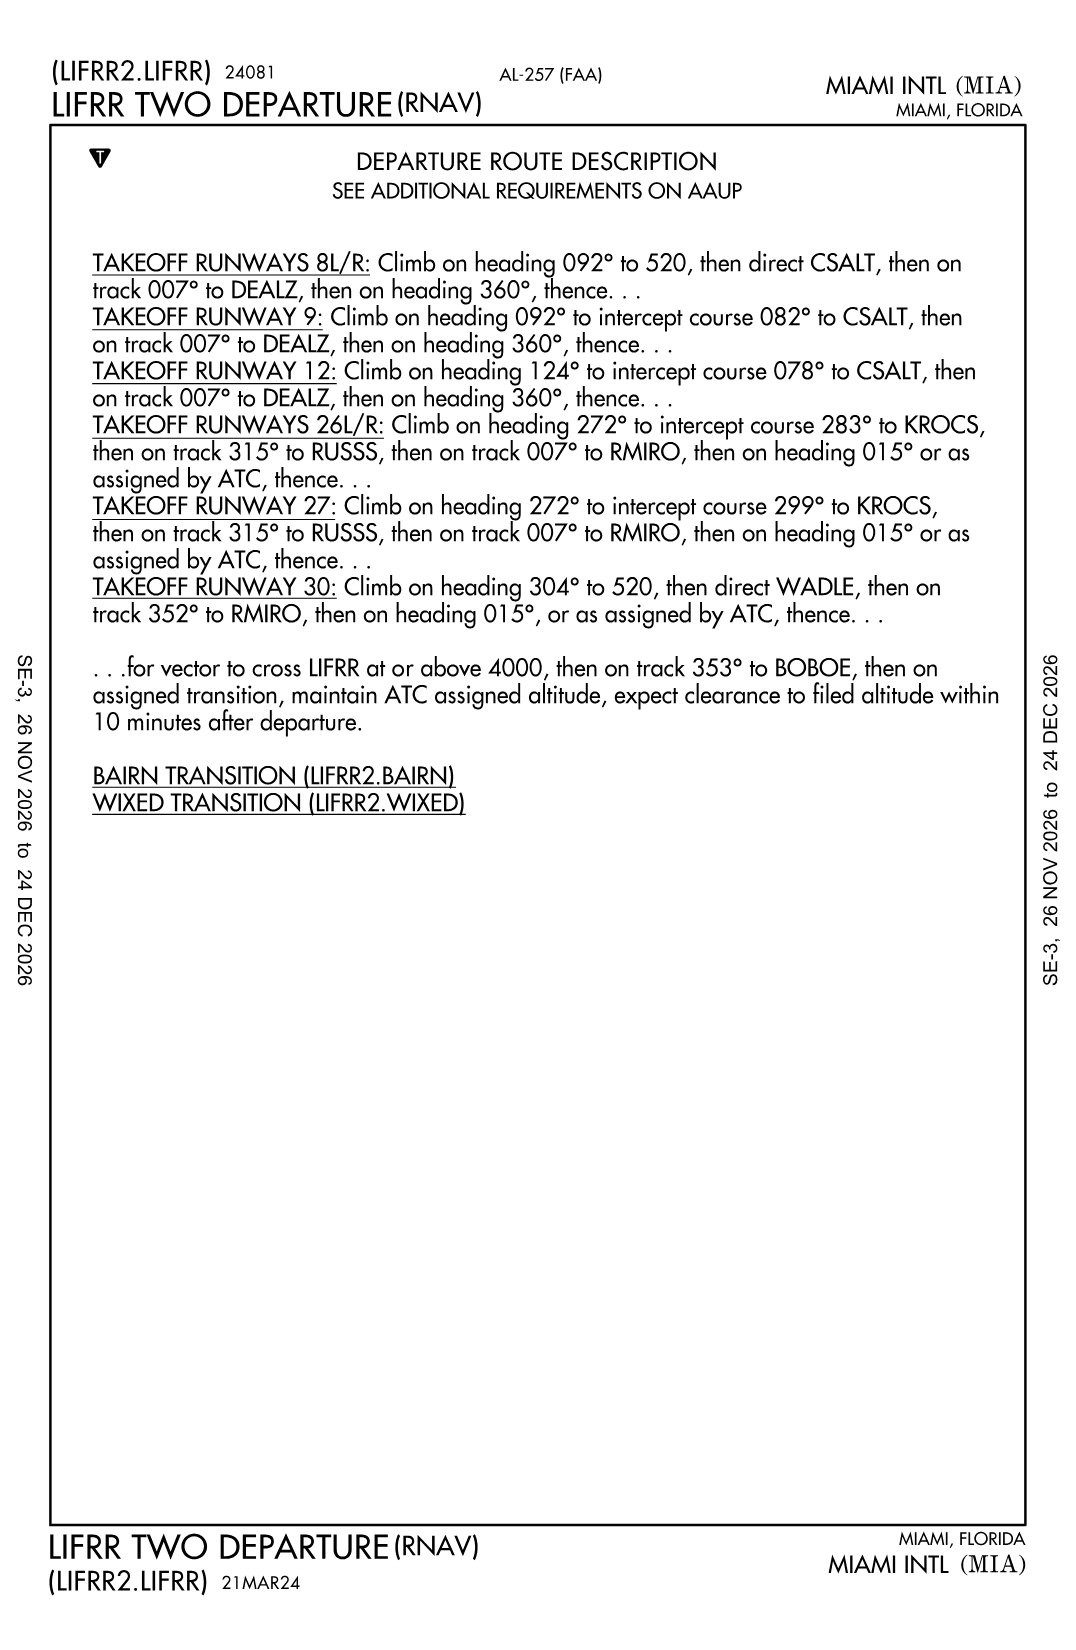 (LIFRR2.LIFRR) 24081
AL-257 (FAA)
MIAMI INTL (MIA)
LIFRR TWO DEPARTURE (RNAV)
MIAMI, FLORIDA
T
DEPARTURE ROUTE DESCRIPTION
SEE ADDITIONAL REQUIREMENTS ON AAUP
TAKEOFF RUNWAYS 8L/R: Climb on heading 092° to 520, then direct CSALT, then on
track 007° to DEALZ, then on heading 360°, thence. . .
TAKEOFF RUNWAY 9: Climb on heading 092° to intercept course 082° to CSALT, then
on track 007° to DEALZ, then on heading 360°, thence. . .
TAKEOFF RUNWAY 12: Climb on heading 124° to intercept course 078° to CSALT, then
on track 007° to DEALZ, then on heading 360°, thence. . .
TAKEOFF RUNWAYS 26L/R: Climb on heading 272° to intercept course 283° to KROCS,
then on track 315° to RUSSS, then on track 007° to RMIRO, then on heading 015° or as
assigned by ATC, thence. . .
TAKEOFF RUNWAY 27: Climb on heading 272° to intercept course 299° to KROCS,
then on track 315° to RUSSS, then on track 007° to RMIRO, then on heading 015° or as
assigned by ATC, thence. . .
TAKEOFF RUNWAY 30: Climb on heading 304° to 520, then direct WADLE, then on
track 352° to RMIRO, then on heading 015°, or as assigned by ATC, thence. . .
. . .for vector to cross LIFRR at or above 4000, then on track 353° to BOBOE, then on
assigned transition, maintain ATC assigned altitude, expect clearance to filed altitude within
10 minutes after departure.
BAIRN TRANSITION (LIFRR2.BAIRN)
WIXED TRANSITION (LIFRR2.WIXED)
SE-3, 26 NOV 2026 to 24 DEC 2026
SE-3, 26 NOV 2026 to 24 DEC 2026
LIFRR TWO DEPARTURE (RNAV)
MIAMI, FLORIDA
(LIFRR2.LIFRR) 21MAR24
MIAMI INTL (MIA)